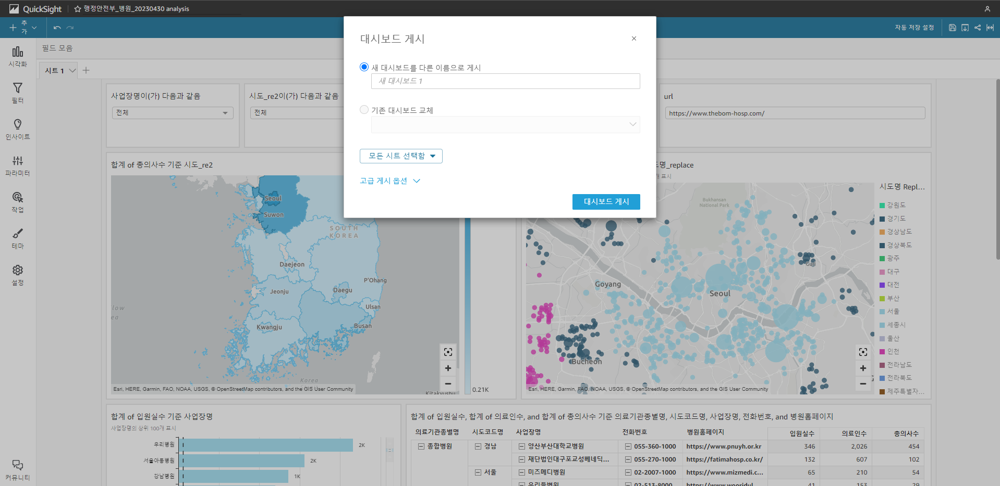 QuickSight
행정안전부_병원_20230430 analysis
추가
자동 저장 설정
시각화
필터
인사이트
파라미터
작업
테마
설정
커뮤니티
필드 모음
시트 1
대시보드 게시
새 대시보드를 다른 이름으로 게시
새 대시보드 1
기존 대시보드 교체
모든 시트 선택함
고급 게시 옵션
대시보드 게시
사업장명이(가) 다음과 같음
전체
시도_re2이(가) 다음과 같음
전체
url
https://www.thebom-hosp.com/
합계 of 총의사수 기준 시도_re2
Seoul
Suwon
SOUTH
KOREA
Daejeon
P'Ohang
Jeonju
Daegu
Ulsan
low
ea
Kwangju
Busan
Korea
Kitakyushu
0.21K
Esri, HERE, Garmin, FAO, NOAA, USGS, © OpenStreetMap contributors, and the GIS User Community
도명_replace
개 표시
Bukhansan
National Park
Guri
Goyang
Seoul
Bucheon
Esri, HERE, Garmin, FAO, NOAA, USGS, © OpenStreetMap contributors, and the GIS User Community
시도명 Repl...
강원도
경기도
경상남도
경상북도
광주
대구
대전
부산
서울
세종시
울산
인천
전라남도
전라북도
제주특별자...
합계 of 입원실수 기준 사업장명
사업장명의 상위 100개 표시
우리병원
2K
서울아동병원
2K
강남병원
1K
합계 of 입원실수, 합계 of 의료인수, and 합계 of 총의사수 기준 의료기관종별명, 시도코드명, 사업장명, 전화번호, and 병원홈페이지
의료기관종별명 시도코드명 사업장명 전화번호 병원홈페이지 입원실수 의료인수 총의사수
종합병원 경남 양산부산대학교병원 055-360-1000 https://www.pnuyh.or.kr 346 2,026 454
재단법인대구포교성베네딕... 055-270-1000 https://fatimahosp.co.kr/ 132 607 102
서울 미즈메디병원 02-2007-1000 https://www.mizmedi.c... 65 210 54
우리들병원 02-513-8000 https://www.wooridul 41 153 29